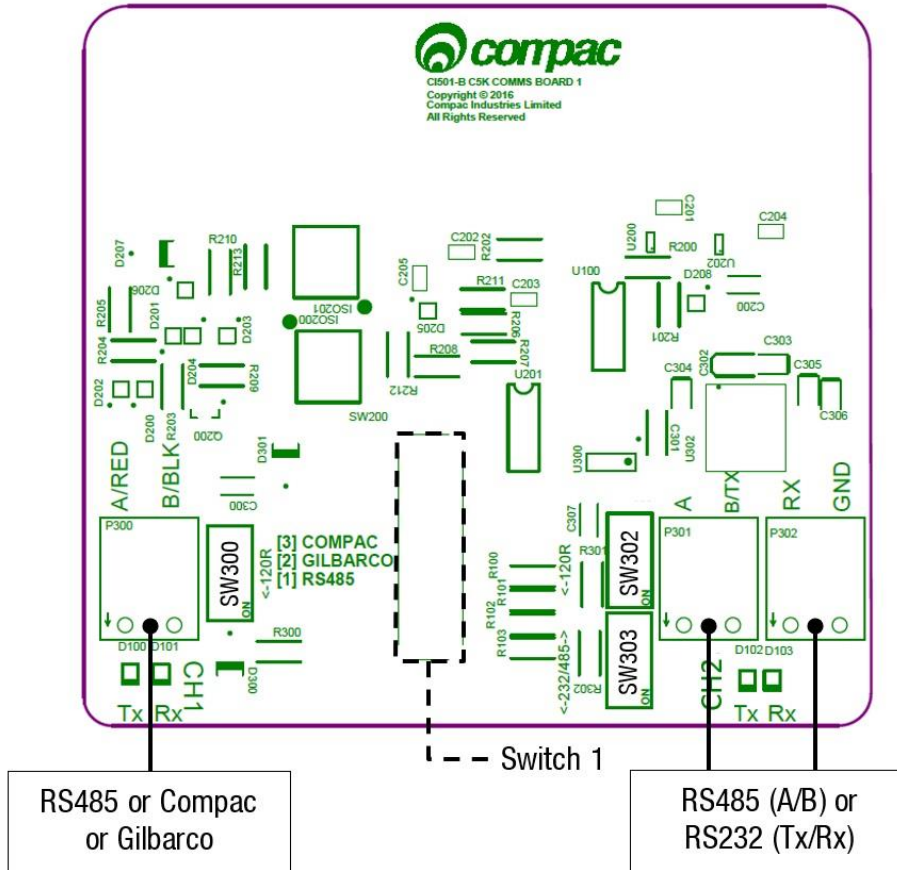 compac
CI501-B C5K COMMS BOARD 1
Copyright © 2016
Compac Industries Limited
All Rights Reserved
C201
C204
D207
R210
R213
C202
R202
U200
R200
U202
D206
C205
ISO201
R211
C203
U100
D208
C200
R205
D201
ISO200
D203
D205
R206
R201
C303
R204
D204
R208
R207
C302
C304
C305
D202
R209
R212
U201
C306
D200
R203
Q200
SW200
D301
C301
U302
U300
A/RED
B/BLK
A
B/TX
RX
GND
C300
P300
SW300
<-120R
[3] COMPAC
[2] GILBARCO
[1] RS485
C307
R301
<-120R
SW302
ON
P301
P302
ON
R100
R101
R102
R103
D100
D101
R300
D300
<-232/485->
R302
SW303
ON
D102
D103
CH1
CH2
Tx Rx
Tx Rx
Switch 1
RS485 or Compac
or Gilbarco
RS485 (A/B) or
RS232 (Tx/Rx)